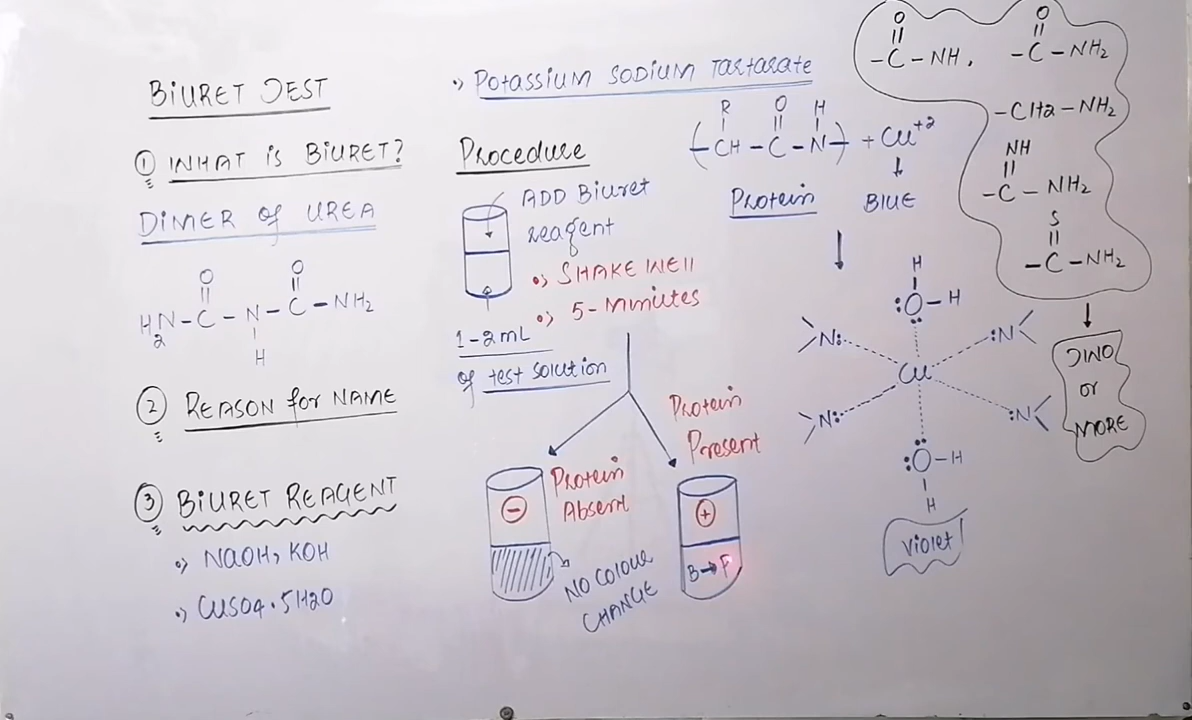 BIURET TEST
① WHAT is BIURET?
DIMER of UREA
O O
H2N-C-N-C-NH2
H
② REASON for NAME
③ BIURET REAGENT
•) NaOH, KOH
•) CuSO4.5H2O
•) Potassium SODIUM Tartarate
Procedure
ADD Biuret
reagent
•) SHAKE WELL
•) 5-Minutes
1-2mL
of test solution
Protein
Absent
-
NO COLOUR
CHANGE
Protein
Present
+
B→P
R O H
(-CH-C-N-) + Cu+2
Protein BLUE
H
:O-H
>N: :N<
Cu
>N: :N<
:O-H
H
Violet
O O
-C-NH, -C-NH2
-CH2-NH2
NH
-C-NH2
S
-C-NH2
TWO
or
MORE